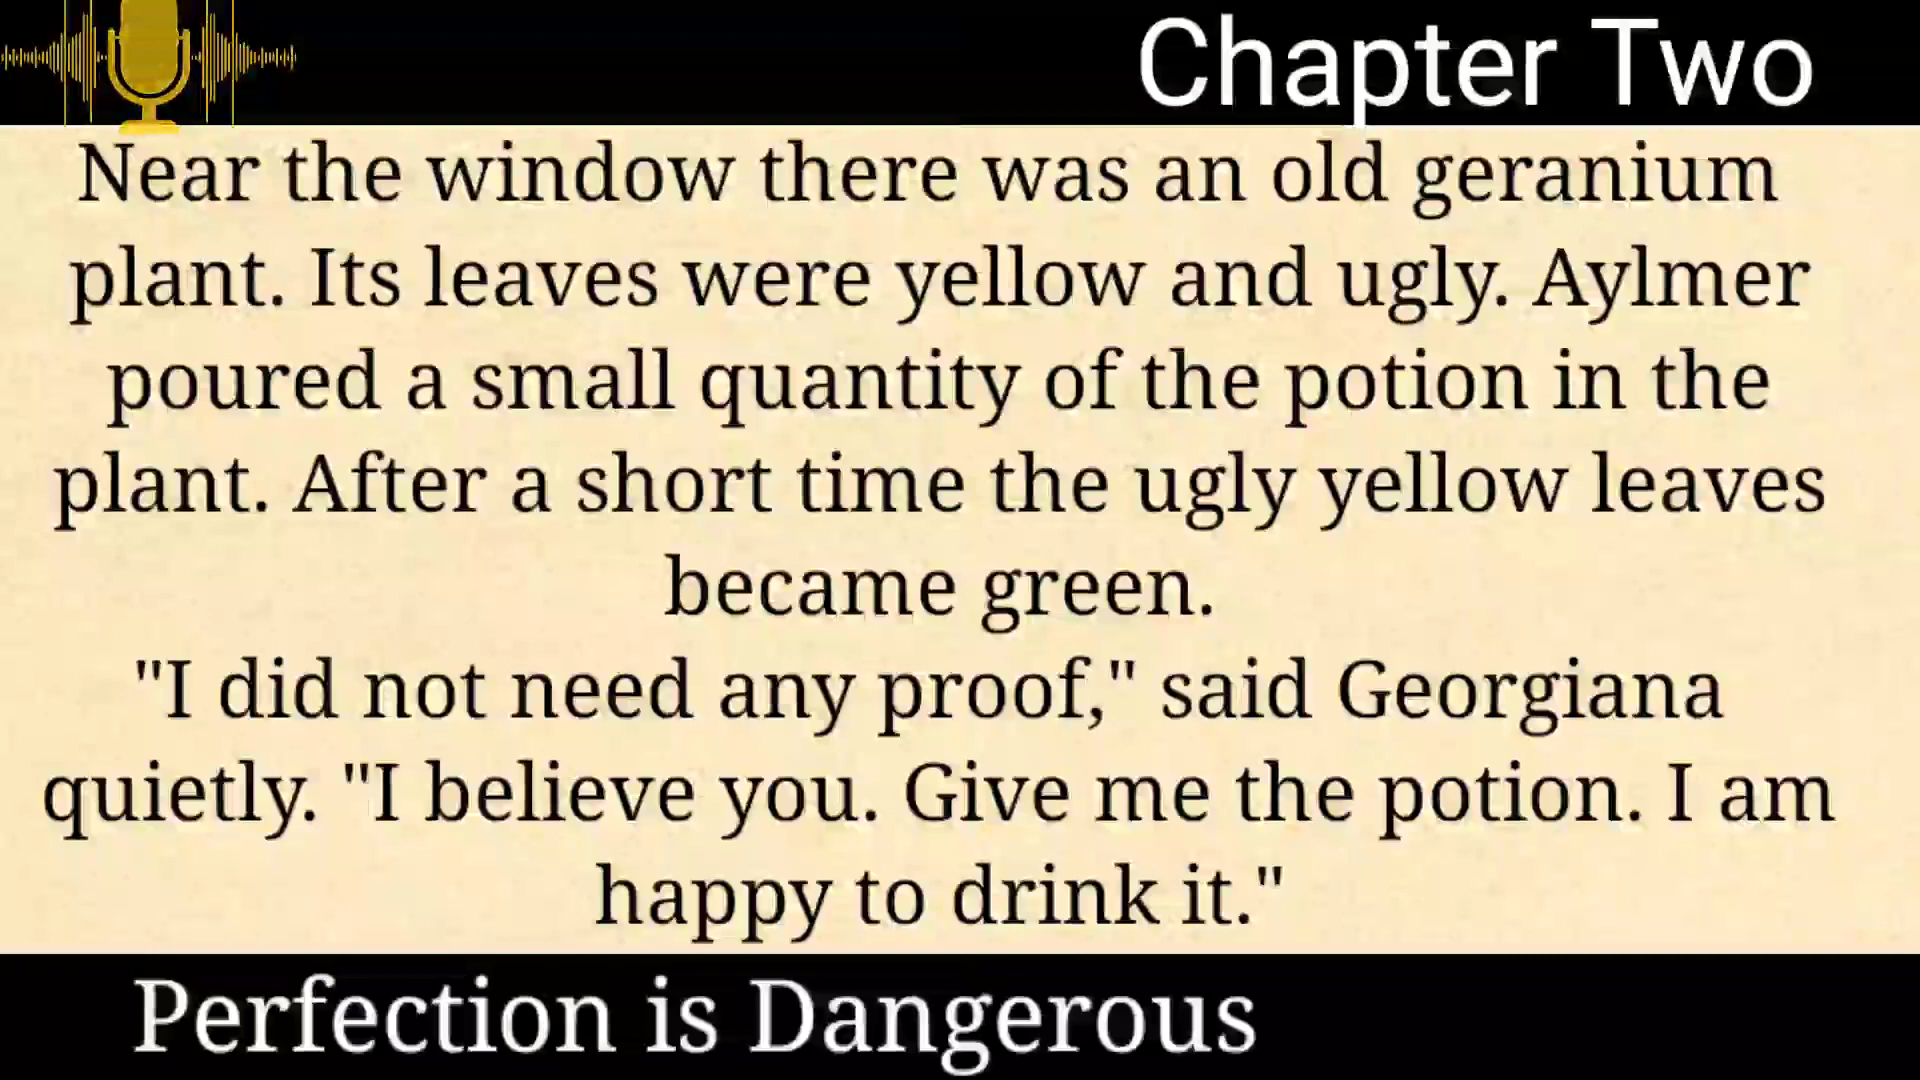 Chapter Two
Near the window there was an old geranium
plant. Its leaves were yellow and ugly. Aylmer
poured a small quantity of the potion in the
plant. After a short time the ugly yellow leaves
became green.
"I did not need any proof," said Georgiana
quietly. "I believe you. Give me the potion. I am
happy to drink it."
Perfection is Dangerous